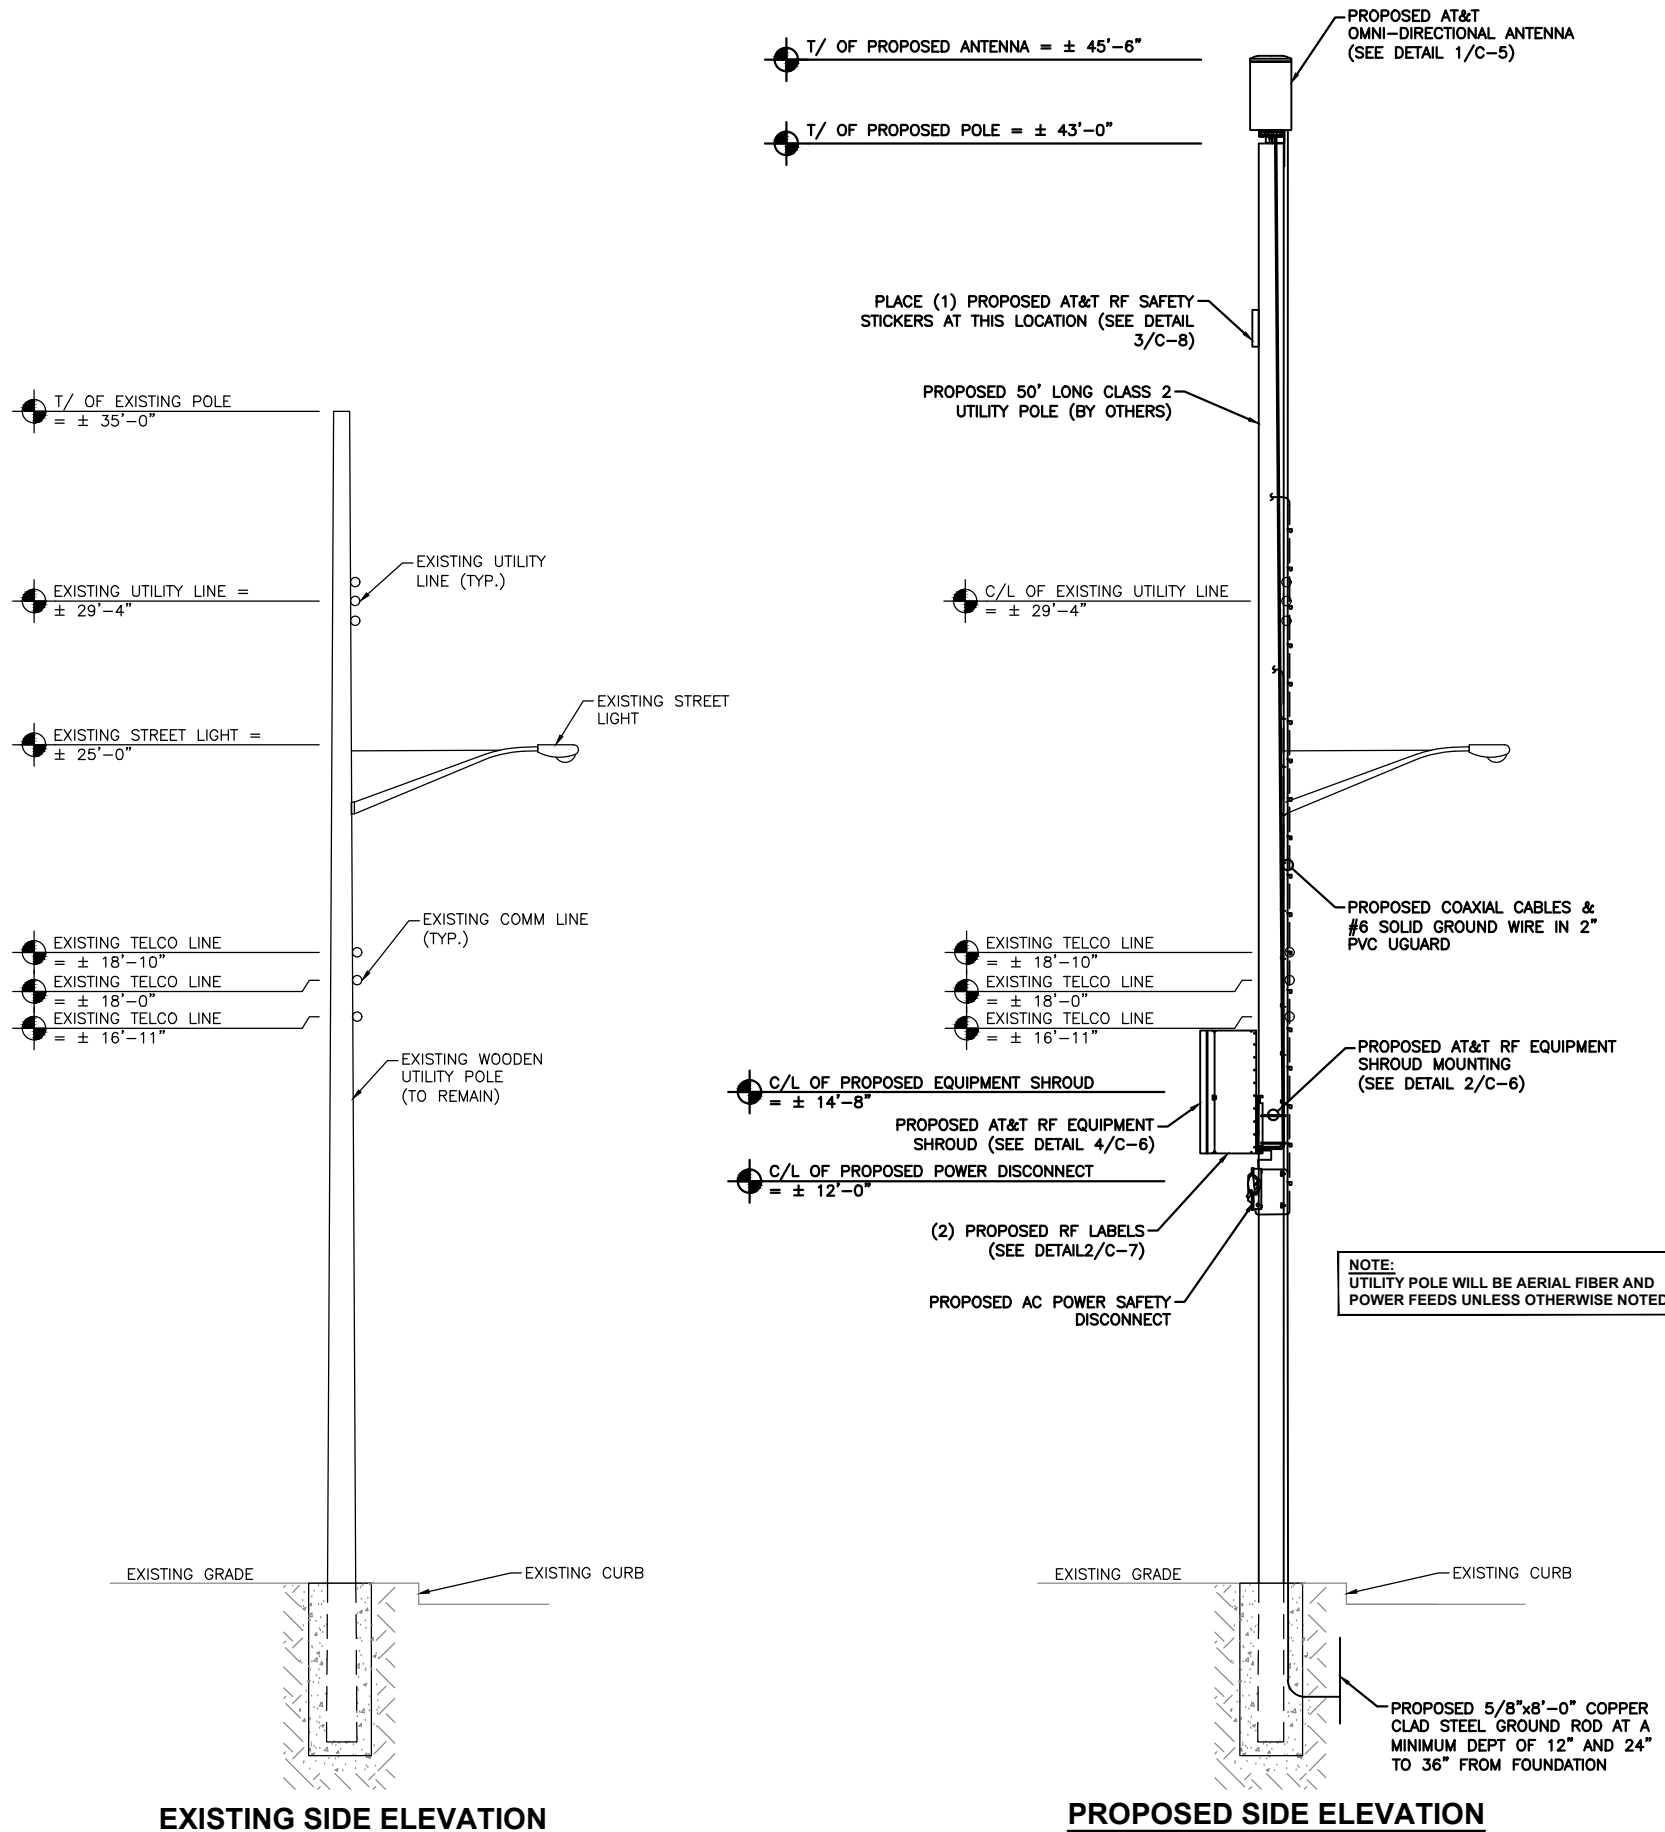 T/ OF EXISTING POLE
= ± 35'-0"
EXISTING UTILITY LINE =
± 29'-4"
EXISTING UTILITY
LINE (TYP.)
EXISTING STREET
LIGHT
EXISTING STREET LIGHT =
± 25'-0"
EXISTING COMM LINE
(TYP.)
EXISTING TELCO LINE
= ± 18'-10"
EXISTING TELCO LINE
= ± 18'-0"
EXISTING TELCO LINE
= ± 16'-11"
EXISTING WOODEN
UTILITY POLE
(TO REMAIN)
EXISTING GRADE
EXISTING CURB
EXISTING SIDE ELEVATION
PROPOSED AT&T
OMNI-DIRECTIONAL ANTENNA
(SEE DETAIL 1/C-5)
T/ OF PROPOSED ANTENNA = ± 45'-6"
T/ OF PROPOSED POLE = ± 43'-0"
PLACE (1) PROPOSED AT&T RF SAFETY
STICKERS AT THIS LOCATION (SEE DETAIL
3/C-8)
PROPOSED 50' LONG CLASS 2
UTILITY POLE (BY OTHERS)
C/L OF EXISTING UTILITY LINE
= ± 29'-4"
PROPOSED COAXIAL CABLES &
#6 SOLID GROUND WIRE IN 2"
PVC UGUARD
EXISTING TELCO LINE
= ± 18'-10"
EXISTING TELCO LINE
= ± 18'-0"
EXISTING TELCO LINE
= ± 16'-11"
PROPOSED AT&T RF EQUIPMENT
SHROUD MOUNTING
(SEE DETAIL 2/C-6)
C/L OF PROPOSED EQUIPMENT SHROUD
= ± 14'-8"
PROPOSED AT&T RF EQUIPMENT
SHROUD (SEE DETAIL 4/C-6)
C/L OF PROPOSED POWER DISCONNECT
= ± 12'-0"
(2) PROPOSED RF LABELS
(SEE DETAIL2/C-7)
PROPOSED AC POWER SAFETY
DISCONNECT
NOTE:
UTILITY POLE WILL BE AERIAL FIBER AND
POWER FEEDS UNLESS OTHERWISE NOTED
EXISTING GRADE
EXISTING CURB
PROPOSED 5/8"x8'-0" COPPER
CLAD STEEL GROUND ROD AT A
MINIMUM DEPT OF 12" AND 24"
TO 36" FROM FOUNDATION
PROPOSED SIDE ELEVATION